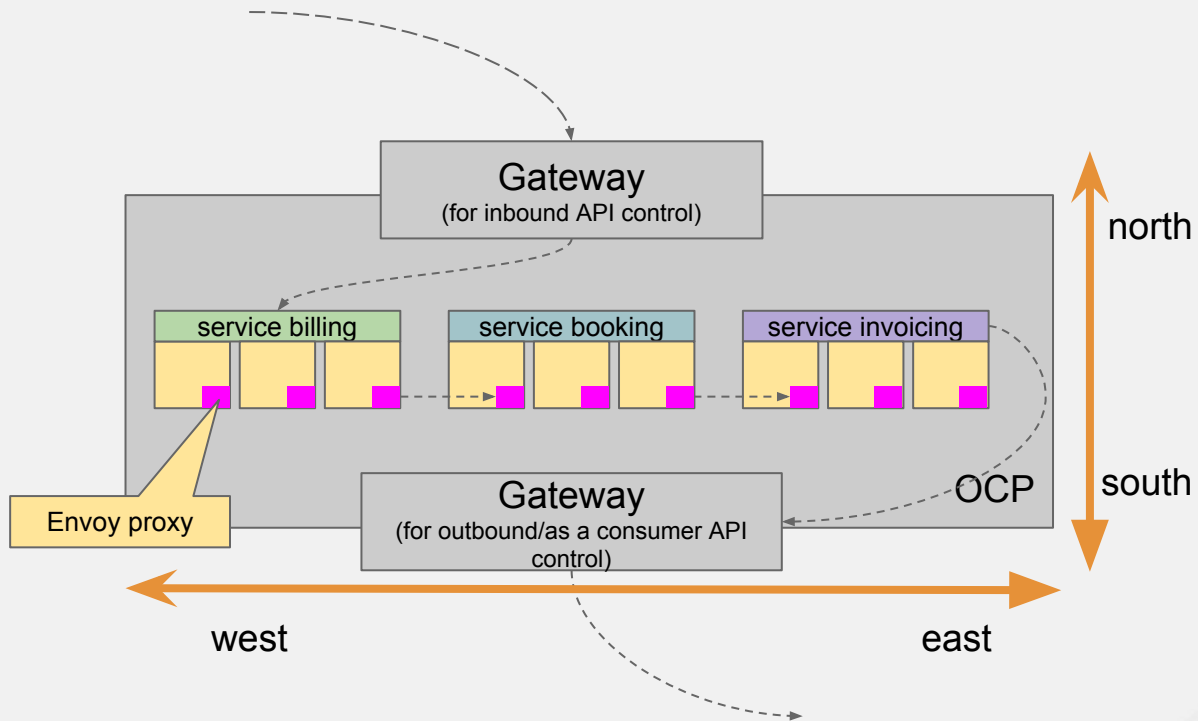 Gateway
(for inbound API control)
north
service billing
service booking
service invoicing
Envoy proxy
Gateway
(for outbound/as a consumer API
control)
OCP
south
west
east